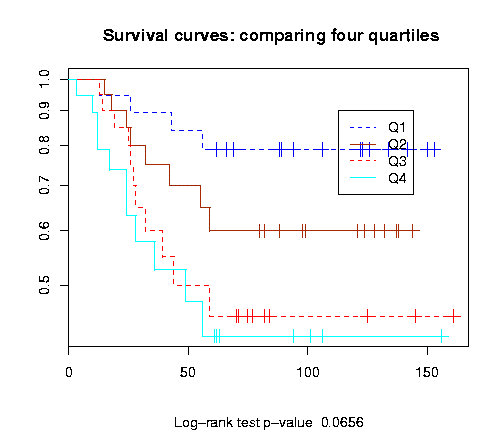 Survival curves: comparing four quartiles
1.0
0.9
0.8
0.7
0.6
0.5
Q1
Q2
Q3
Q4
0 50 100 150
Log-rank test p-value 0.0656